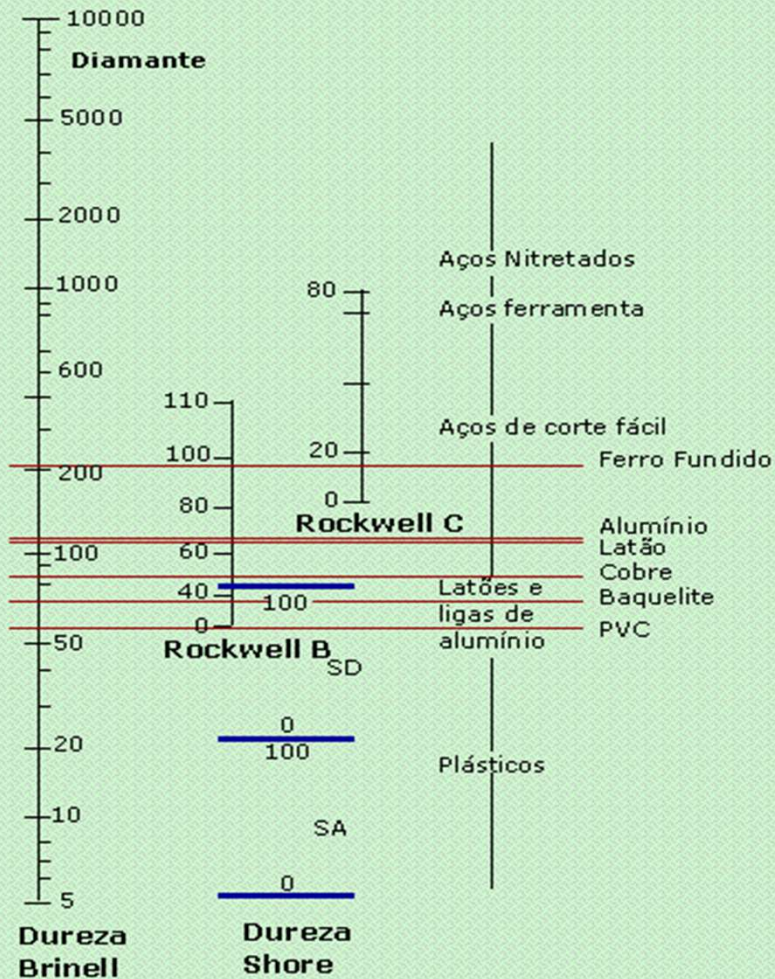 10000
Diamante
5000
2000
1000
600
200
100
50
20
10
5
Dureza
Brinell
110
100
80
60
40
0
Rockwell B
80
20
0
Rockwell C
100
SD
0
100
SA
0
Dureza
Shore
Aços Nitretados
Aços ferramenta
Aços de corte fácil
Latões e
ligas de
alumínio
Plásticos
Ferro Fundido
Alumínio
Latão
Cobre
Baquelite
PVC